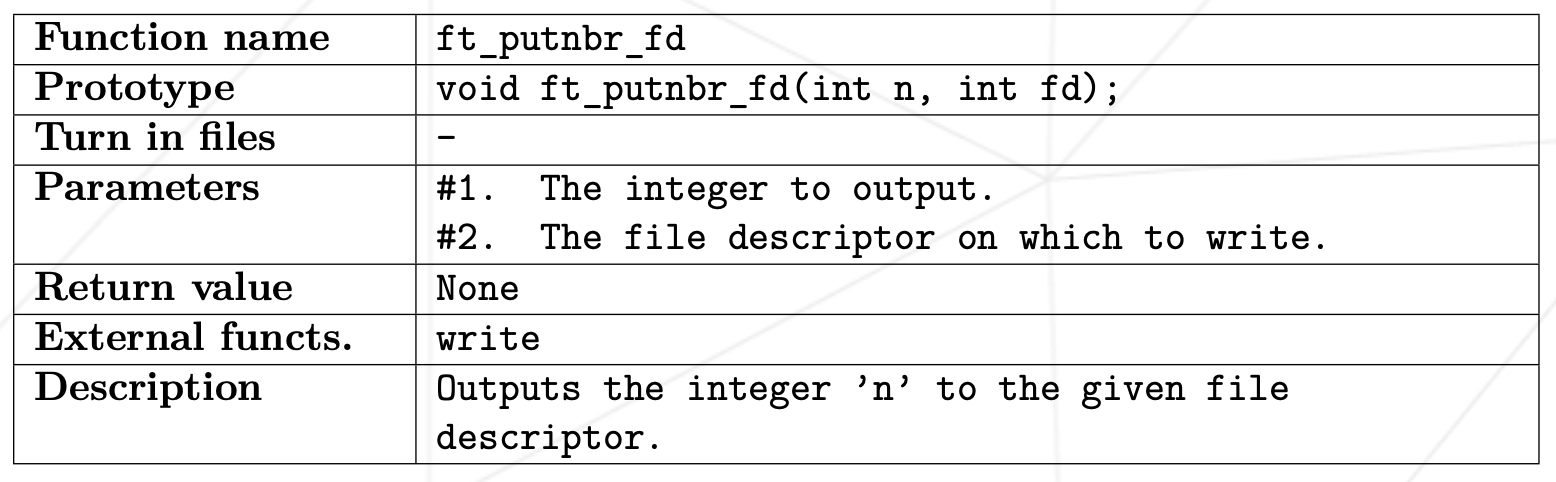 Function name ft_putnbr_fd
Prototype void ft_putnbr_fd(int n, int fd);
Turn in files -
Parameters #1. The integer to output.
#2. The file descriptor on which to write.
Return value None
External functs. write
Description Outputs the integer ’n’ to the given file
descriptor.